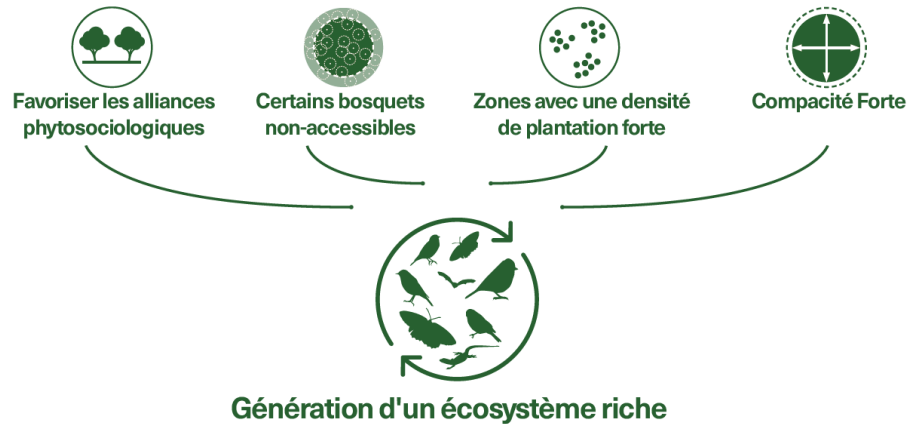 Favoriser les alliances
phytosociologiques
Certains bosquets
non-accessibles
Zones avec une densité
de plantation forte
Compacité Forte
Génération d'un écosystème riche